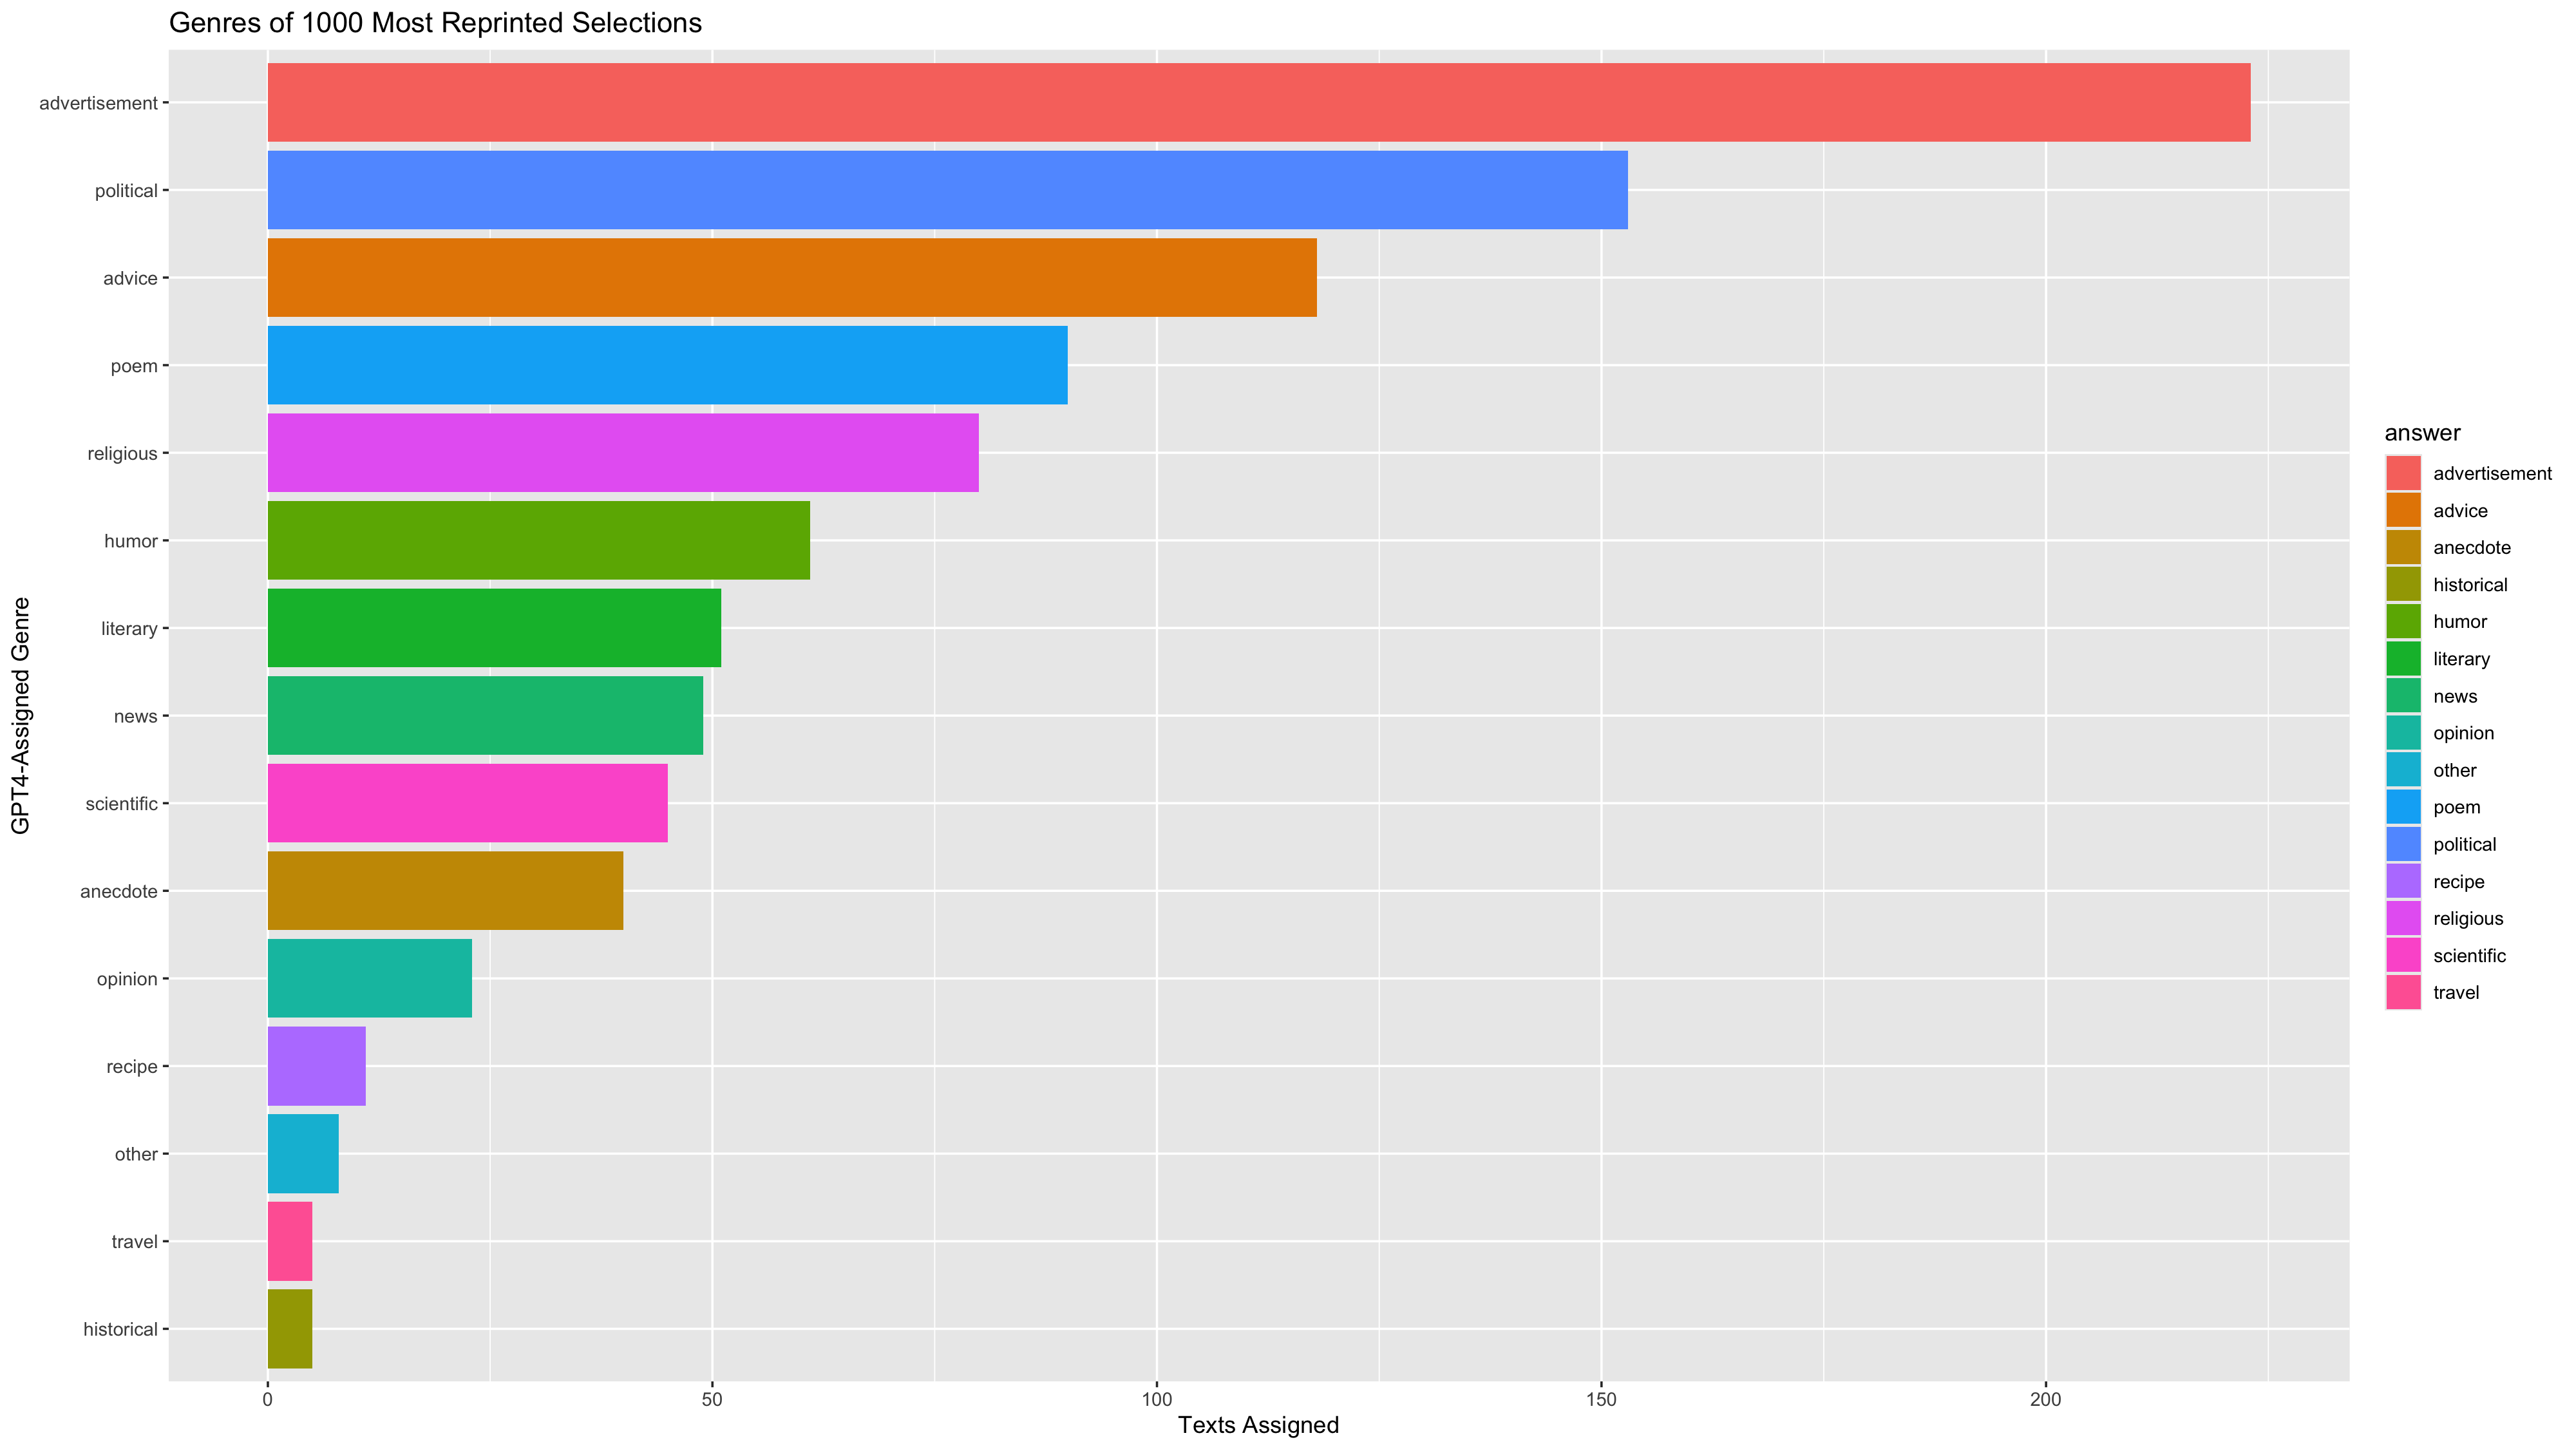 Genres of 1000 Most Reprinted Selections
GPT4-Assigned Genre
advertisement
political
advice
poem
religious
humor
literary
news
scientific
anecdote
opinion
recipe
other
travel
historical
0 50 100 150 200
Texts Assigned
answer
advertisement
advice
anecdote
historical
humor
literary
news
opinion
other
poem
political
recipe
religious
scientific
travel